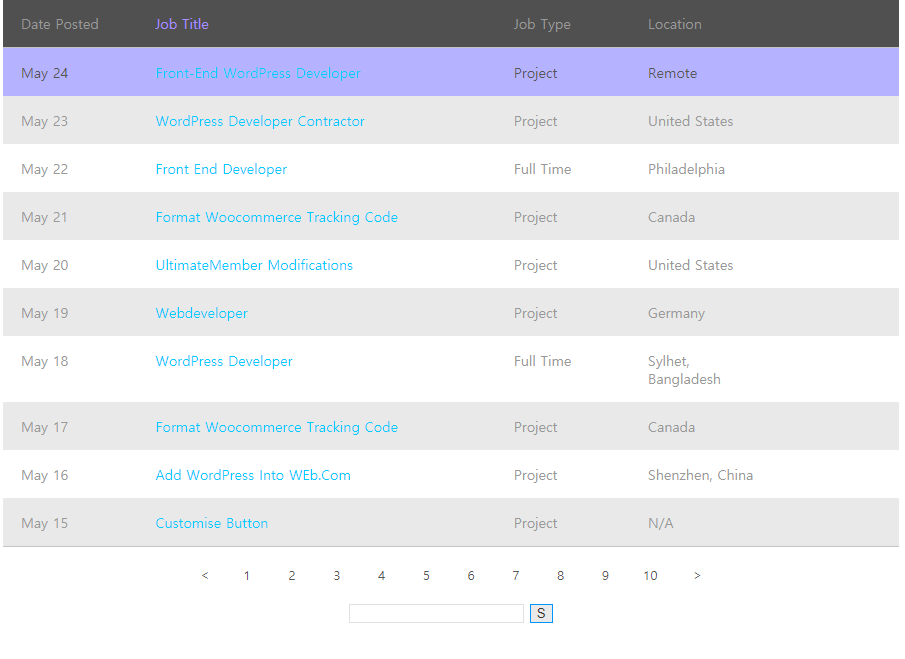 Date Posted Job Title Job Type Location
May 24 Front-End WordPress Developer Project Remote
May 23 WordPress Developer Contractor Project United States
May 22 Front End Developer Full Time Philadelphia
May 21 Format Woocommerce Tracking Code Project Canada
May 20 UltimateMember Modifications Project United States
May 19 Webdeveloper Project Germany
May 18 WordPress Developer Full Time Sylhet,
Bangladesh
May 17 Format Woocommerce Tracking Code Project Canada
May 16 Add WordPress Into WEb.Com Project Shenzhen, China
May 15 Customise Button Project N/A
< 1 2 3 4 5 6 7 8 9 10 >
S